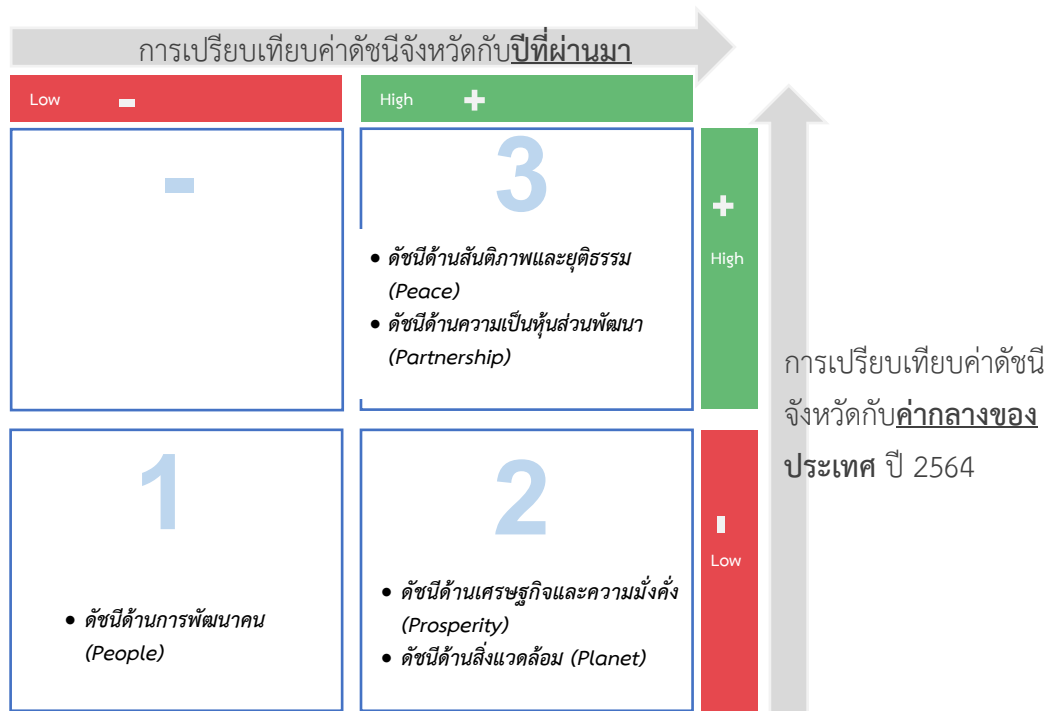 การเปรียบเทียบค่าดัชนีจังหวัดกับปีที่ผ่านมา
Low -
High +
-
3
• ดัชนีด้านสันติภาพและยุติธรรม
(Peace)
• ดัชนีด้านความเป็นหุ้นส่วนพัฒนา
(Partnership)
+
High
การเปรียบเทียบค่าดัชนี
จังหวัดกับค่ากลางของ
ประเทศ ปี 2564
1
• ดัชนีด้านการพัฒนาคน
(People)
2
• ดัชนีด้านเศรษฐกิจและความมั่งคั่ง
(Prosperity)
• ดัชนีด้านสิ่งแวดล้อม (Planet)
-
Low